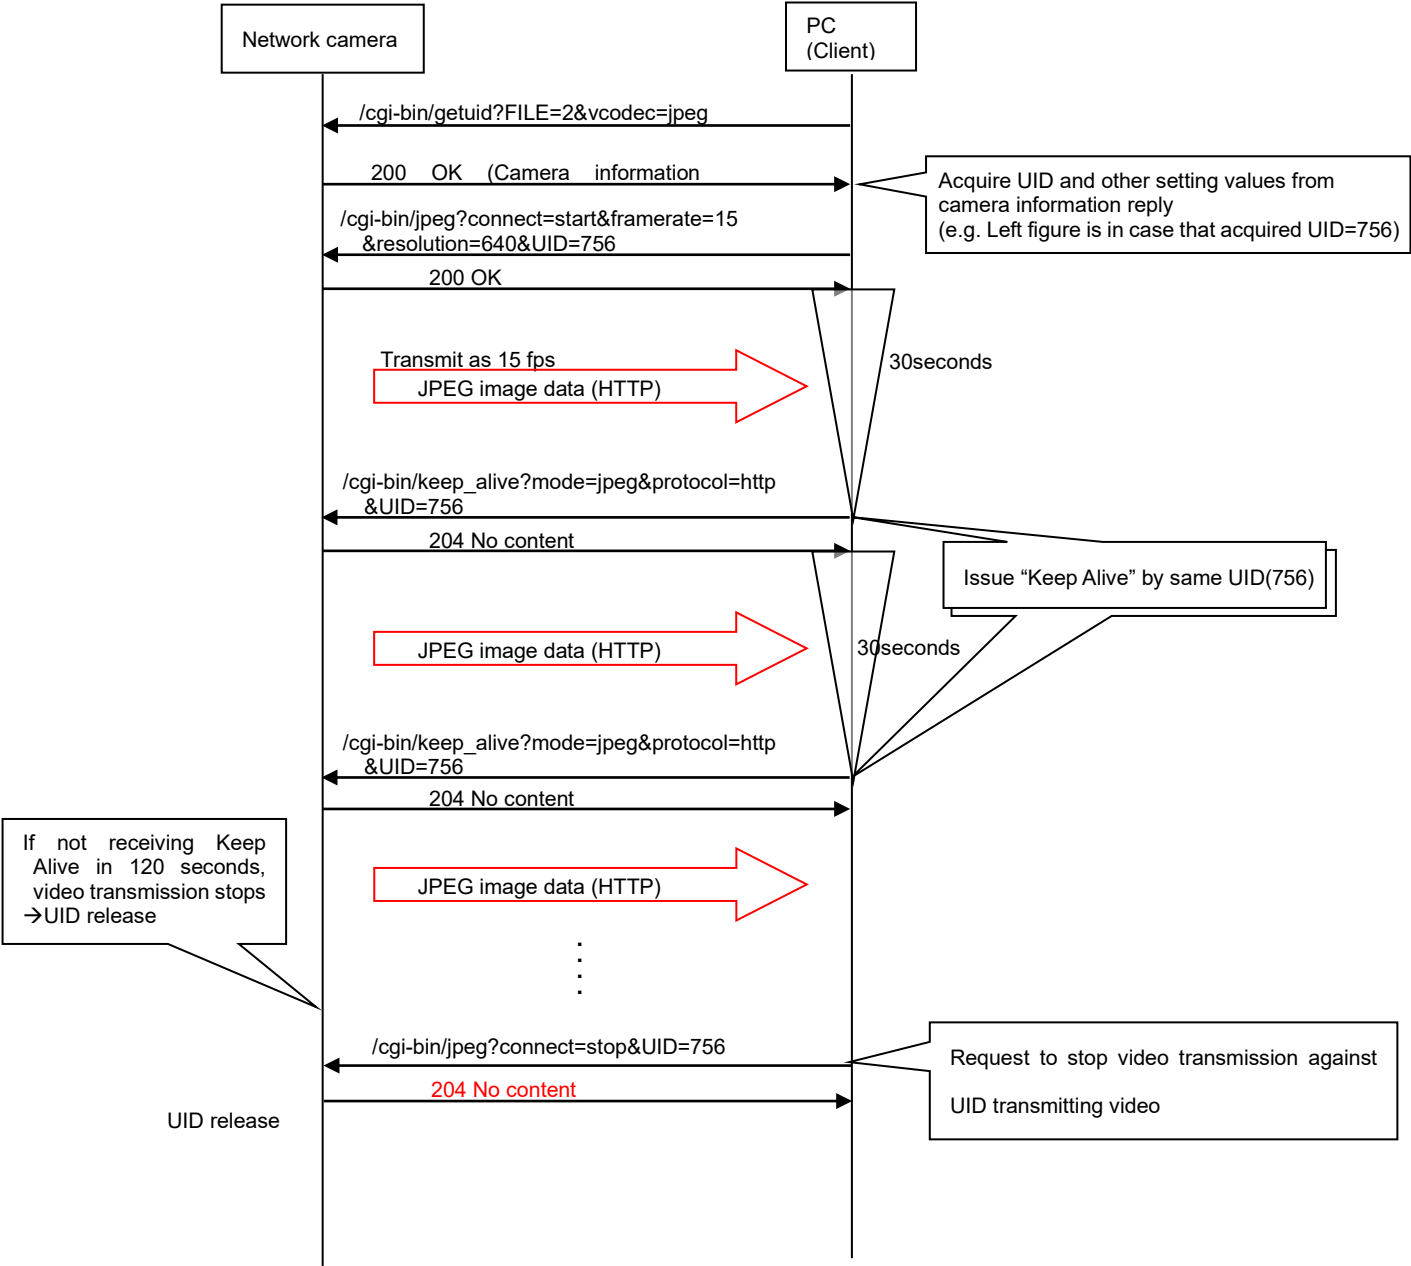 Network camera
PC
(Client)
/cgi-bin/getuid?FILE=2&vcodec=jpeg
200 OK (Camera information
Acquire UID and other setting values from
camera information reply
(e.g. Left figure is in case that acquired UID=756)
/cgi-bin/jpeg?connect=start&framerate=15
&resolution=640&UID=756
200 OK
30seconds
Transmit as 15 fps
JPEG image data (HTTP)
/cgi-bin/keep_alive?mode=jpeg&protocol=http
&UID=756
204 No content
Issue “Keep Alive” by same UID(756)
JPEG image data (HTTP)
30seconds
/cgi-bin/keep_alive?mode=jpeg&protocol=http
&UID=756
204 No content
If not receiving Keep
Alive in 120 seconds,
video transmission stops
→UID release
JPEG image data (HTTP)
/cgi-bin/jpeg?connect=stop&UID=756
Request to stop video transmission against
UID transmitting video
204 No content
UID release